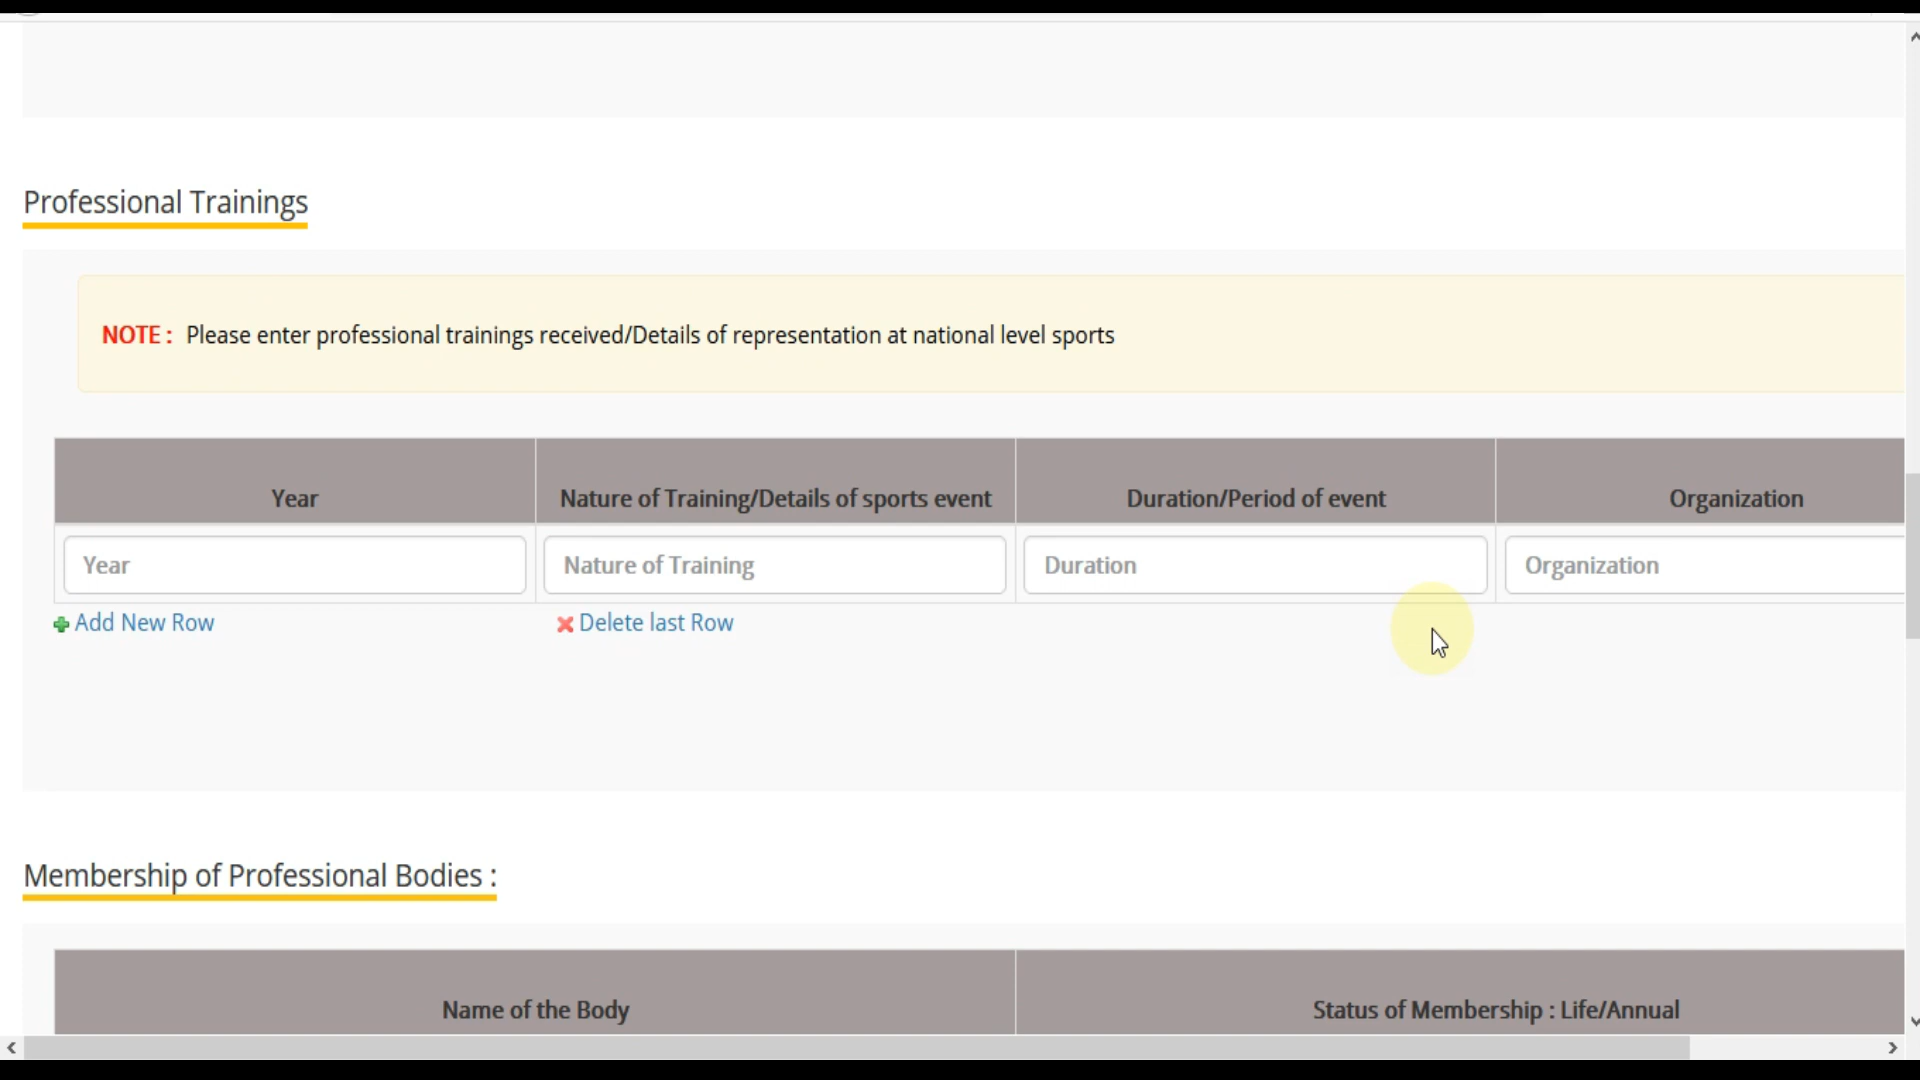 Professional Trainings
NOTE : Please enter professional trainings received/Details of representation at national level sports
Year Nature of Training/Details of sports event Duration/Period of event Organization
Year Nature of Training Duration Organization
Add New Row Delete last Row
Membership of Professional Bodies :
Name of the Body Status of Membership : Life/Annual